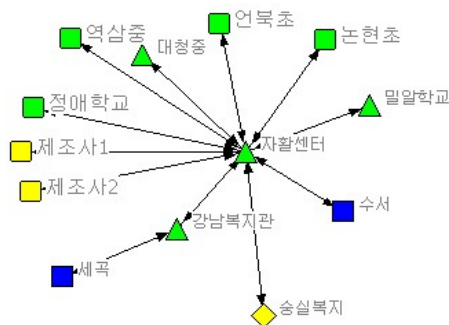 언북초
역삼중
대청중
논현초
정애학교
밀알학교
제조사1
자활센터
제조사2
수서
강남복지관
세곡
숭실복지